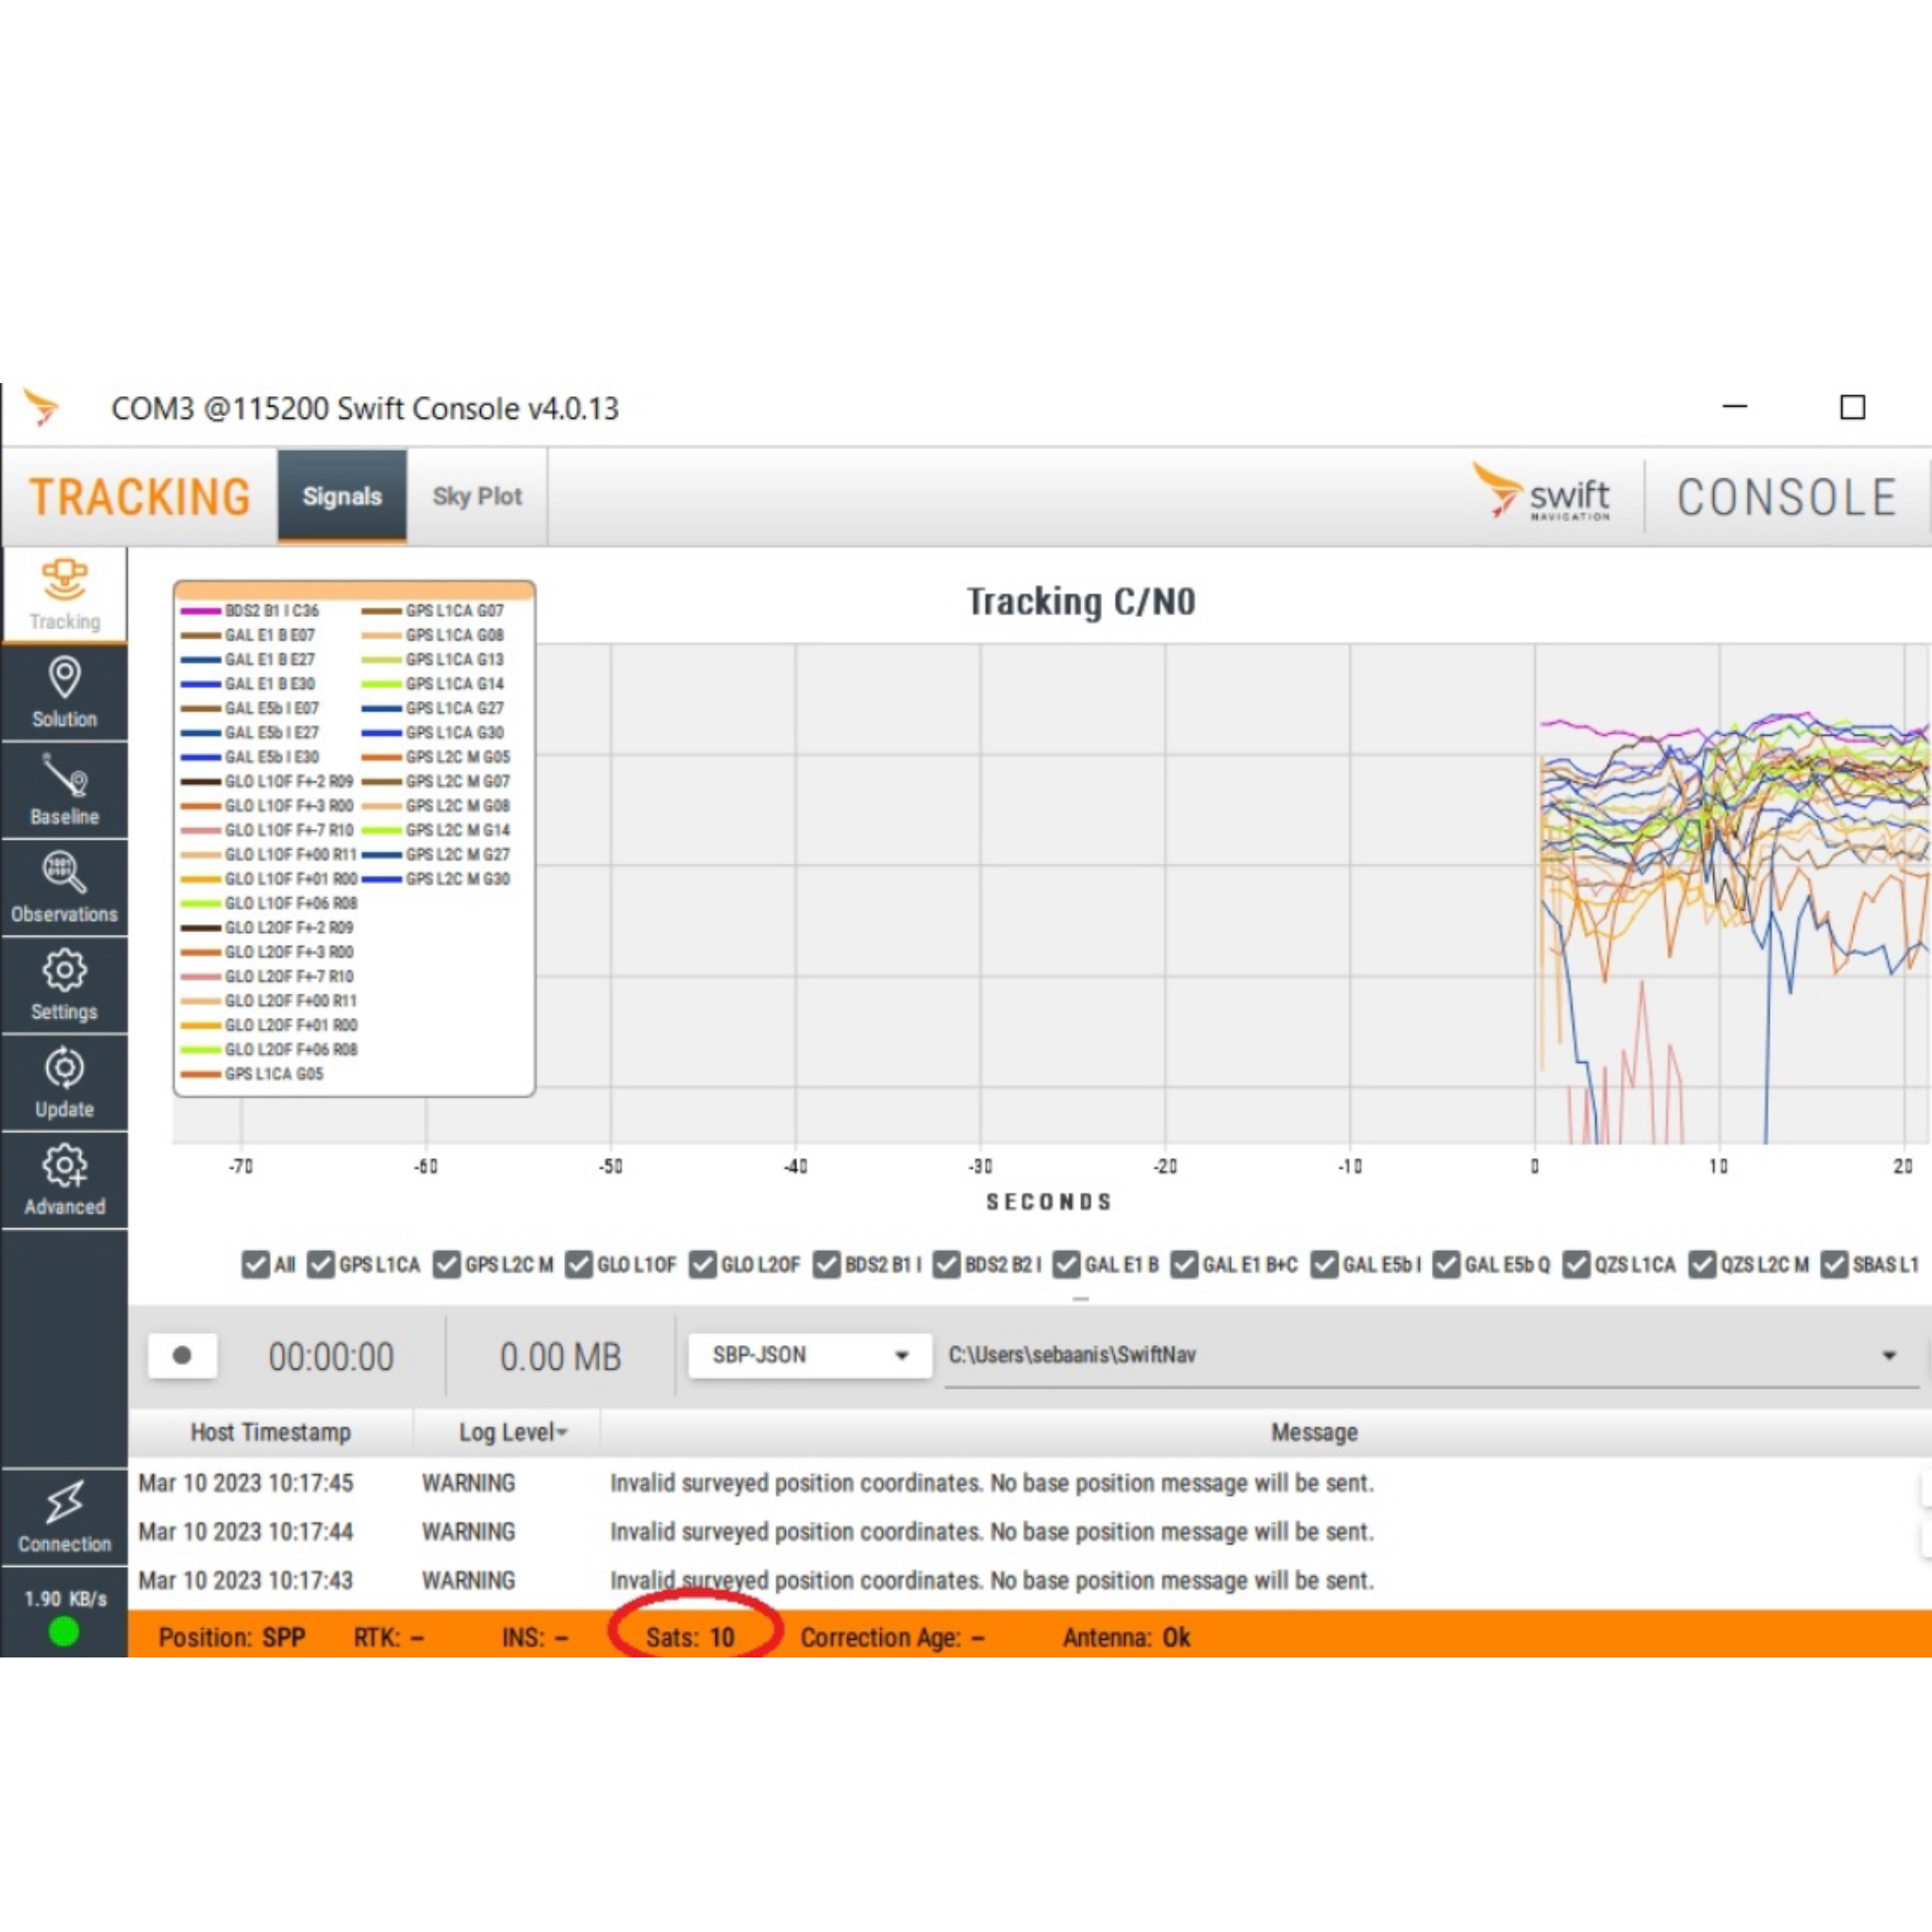 COM3 @115200 Swift Console v4.0.13
TRACKING Signals Sky Plot swift NAVIGATION CONSOLE
Tracking
Solution
Baseline
Observations
Settings
Update
Advanced
Connection
1.90 KB/s
Tracking C/N0
BDS2 B1 I C36
GAL E1 B E07
GAL E1 B E27
GAL E1 B E30
GAL E5b I E07
GAL E5b I E27
GAL E5b I E30
GLO L1OF F+-2 R09
GLO L1OF F+-3 R00
GLO L1OF F+-7 R10
GLO L1OF F+00 R11
GLO L1OF F+01 R00
GLO L1OF F+06 R08
GLO L2OF F+-2 R09
GLO L2OF F+-3 R00
GLO L2OF F+-7 R10
GLO L2OF F+00 R11
GLO L2OF F+01 R00
GLO L2OF F+06 R08
GPS L1CA G05
GPS L1CA G07
GPS L1CA G08
GPS L1CA G13
GPS L1CA G14
GPS L1CA G27
GPS L1CA G30
GPS L2C M G05
GPS L2C M G07
GPS L2C M G08
GPS L2C M G14
GPS L2C M G27
GPS L2C M G30
-70 -60 -50 -40 -30 -20 -10 0 10 20
SECONDS
All GPS L1CA GPS L2C M GLO L1OF GLO L2OF BDS2 B1 I BDS2 B2 I GAL E1 B GAL E1 B+C GAL E5b I GAL E5b Q QZS L1CA QZS L2C M SBAS L1
00:00:00 0.00 MB SBP-JSON C:\Users\sebaanis\SwiftNav
Host Timestamp Log Level Message
Mar 10 2023 10:17:45 WARNING Invalid surveyed position coordinates. No base position message will be sent.
Mar 10 2023 10:17:44 WARNING Invalid surveyed position coordinates. No base position message will be sent.
Mar 10 2023 10:17:43 WARNING Invalid surveyed position coordinates. No base position message will be sent.
Position: SPP RTK: – INS: – Sats: 10 Correction Age: – Antenna: Ok